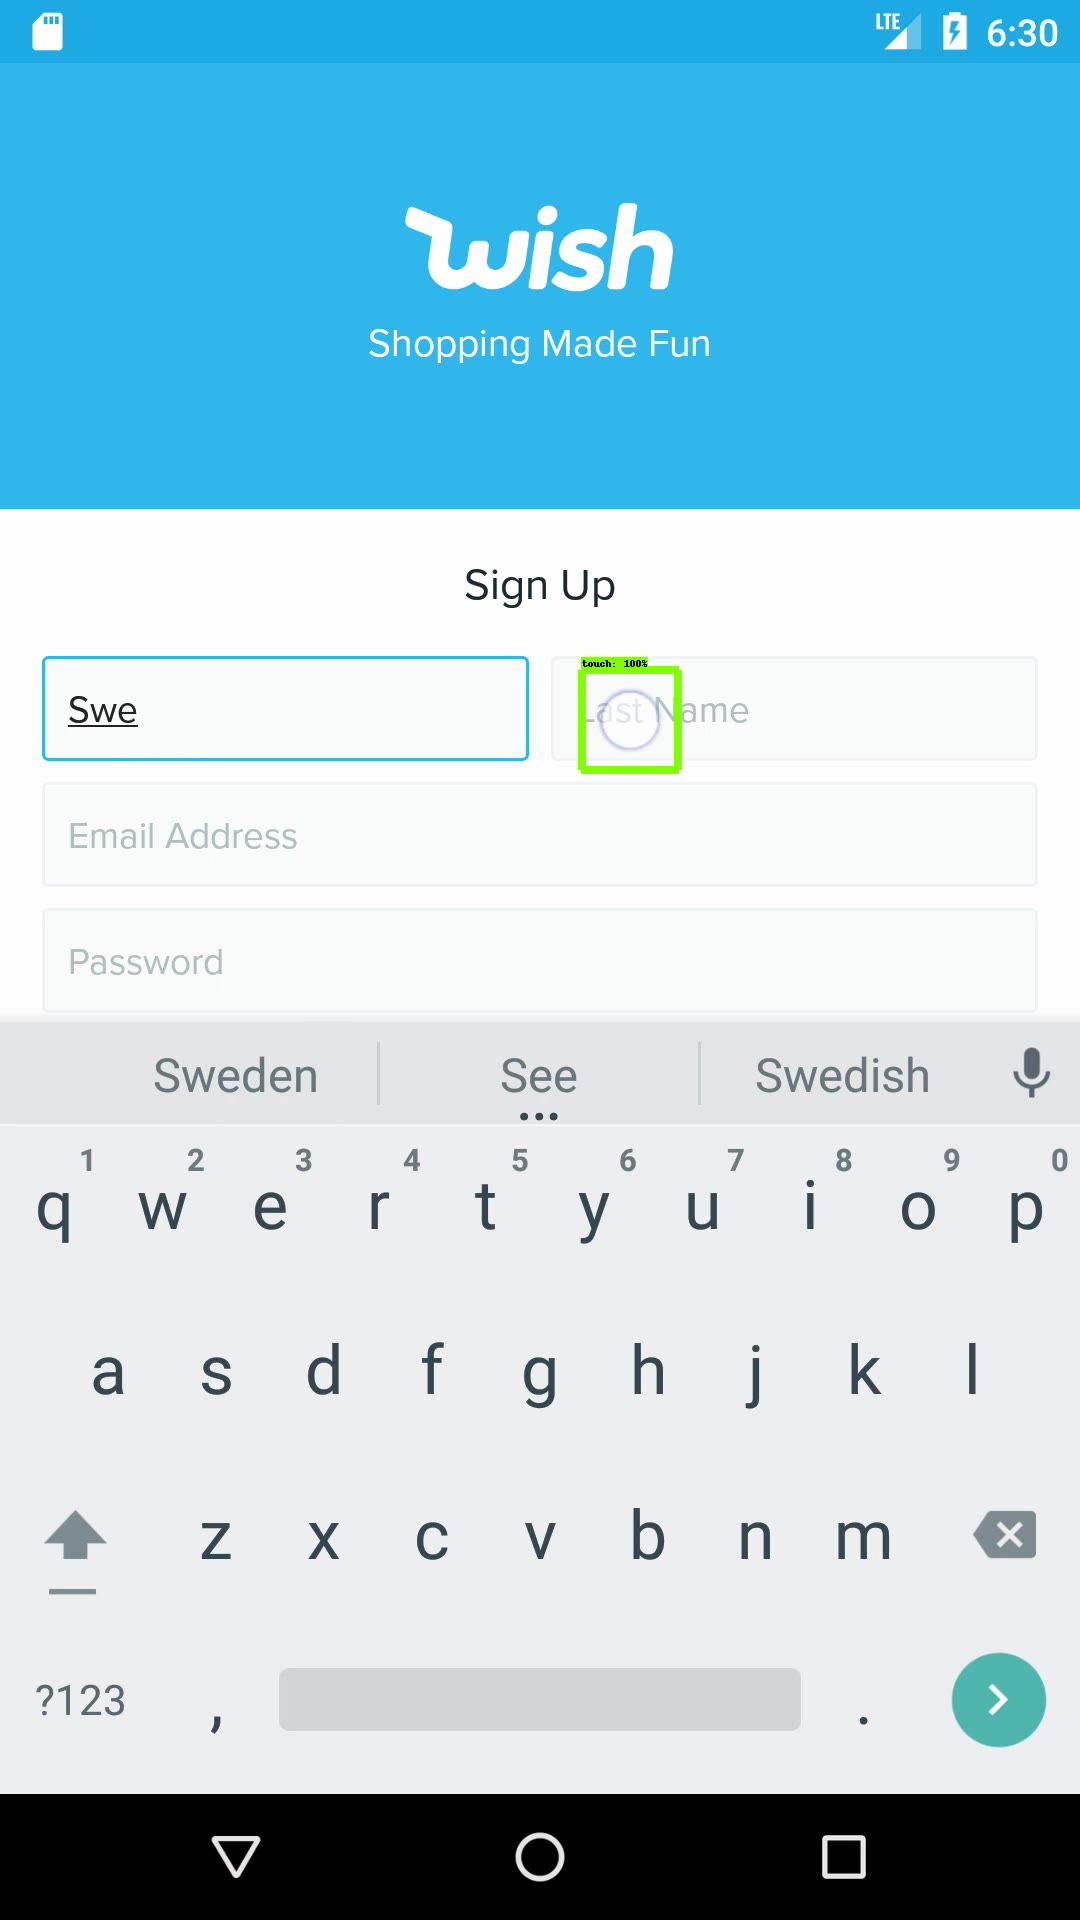 LTE 6:30
wish
Shopping Made Fun
Sign Up
touch: 100%
Swe Last Name
Email Address
Password
Sweden See Swedish
1 2 3 4 5 6 7 8 9 0
q w e r t y u i o p
a s d f g h j k l
z x c v b n m
?123 , .